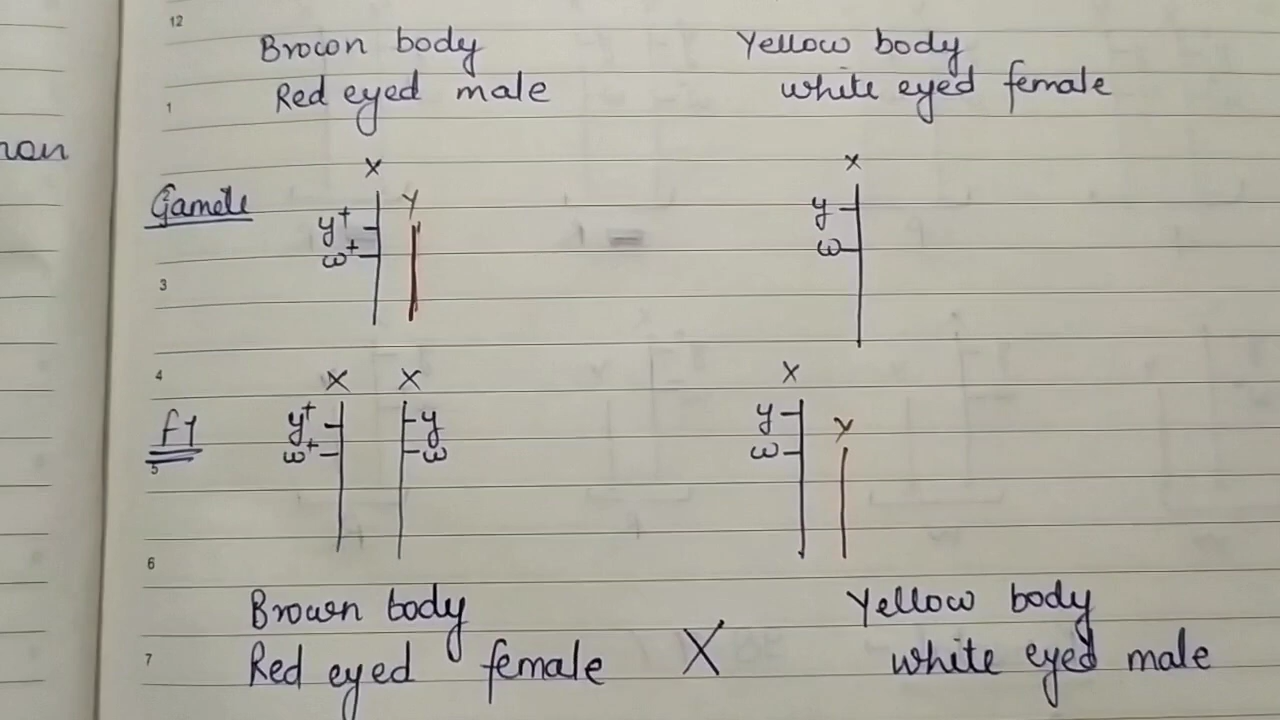 12
Brown body
Yellow body
Red eyed male
white eyed female
1
non
X
X
Gamete
Y
y+
y
w+
w
3
4
X
X
X
F1
y+
y
y
Y
w+
w
w
5
6
Brown body
Yellow body
7
Red eyed female
X
white eyed male